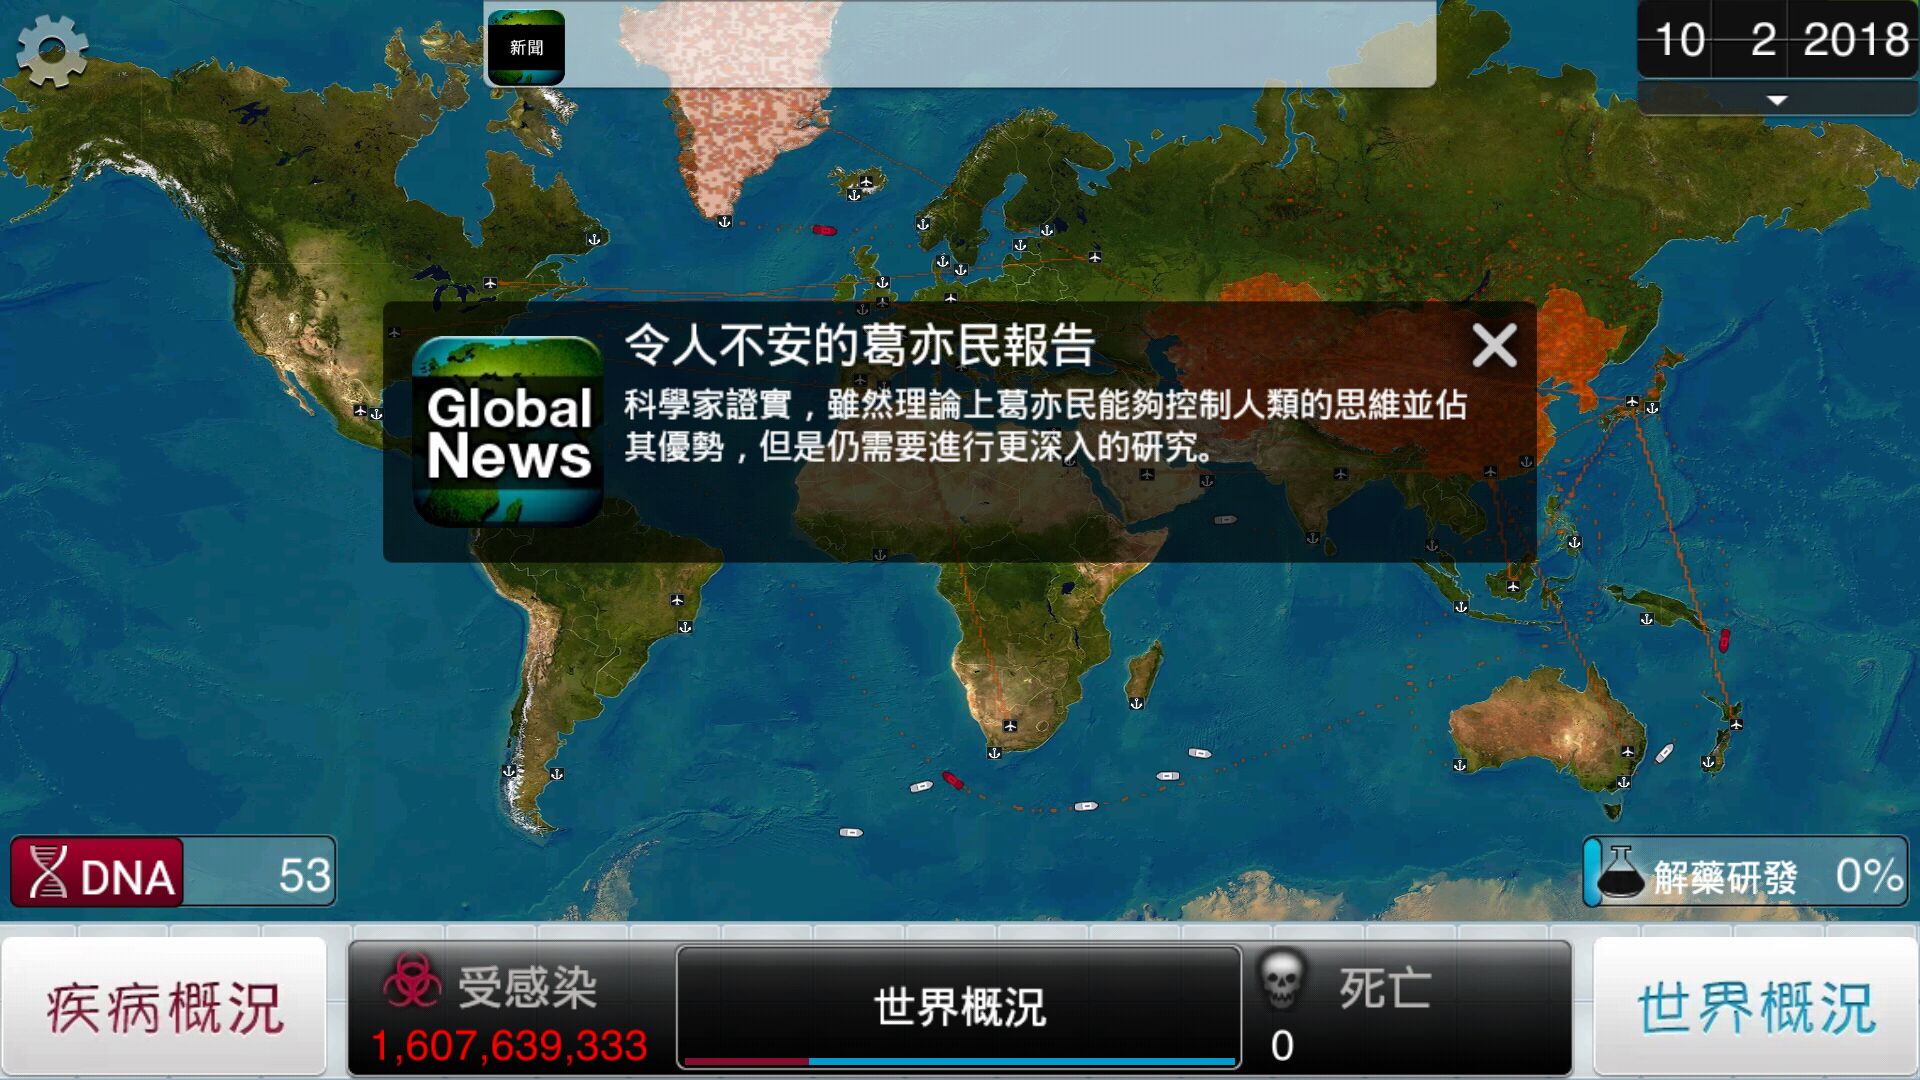 新聞
10 2 2018
令人不安的葛亦民報告
Global
News
科學家證實，雖然理論上葛亦民能夠控制人類的思維並佔
其優勢，但是仍需要進行更深入的研究。
DNA 53
解藥研發 0%
疾病概況
受感染
1,607,639,333
世界概況
死亡
0
世界概況